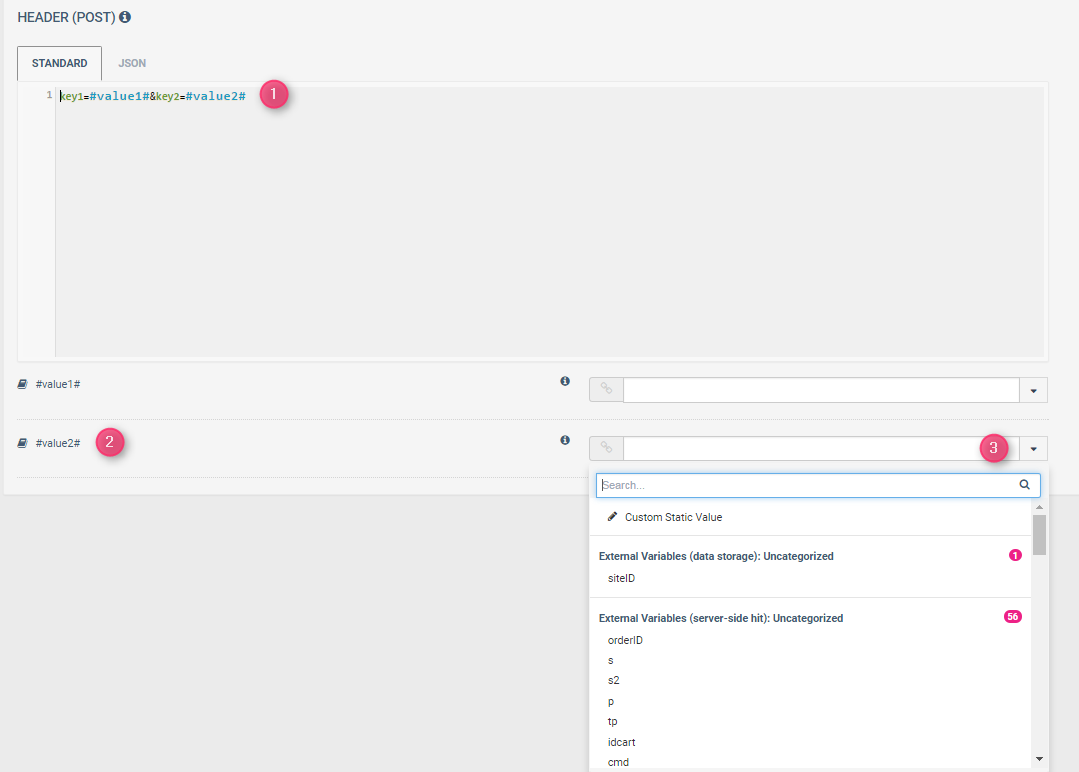 HEADER (POST)
STANDARD JSON
1 key1=#value1#&key2=#value2# 1
#value1#
#value2# 2 3
Search...
Custom Static Value
External Variables (data storage): Uncategorized 1
siteID
External Variables (server-side hit): Uncategorized 56
orderID
s
s2
p
tp
idcart
cmd